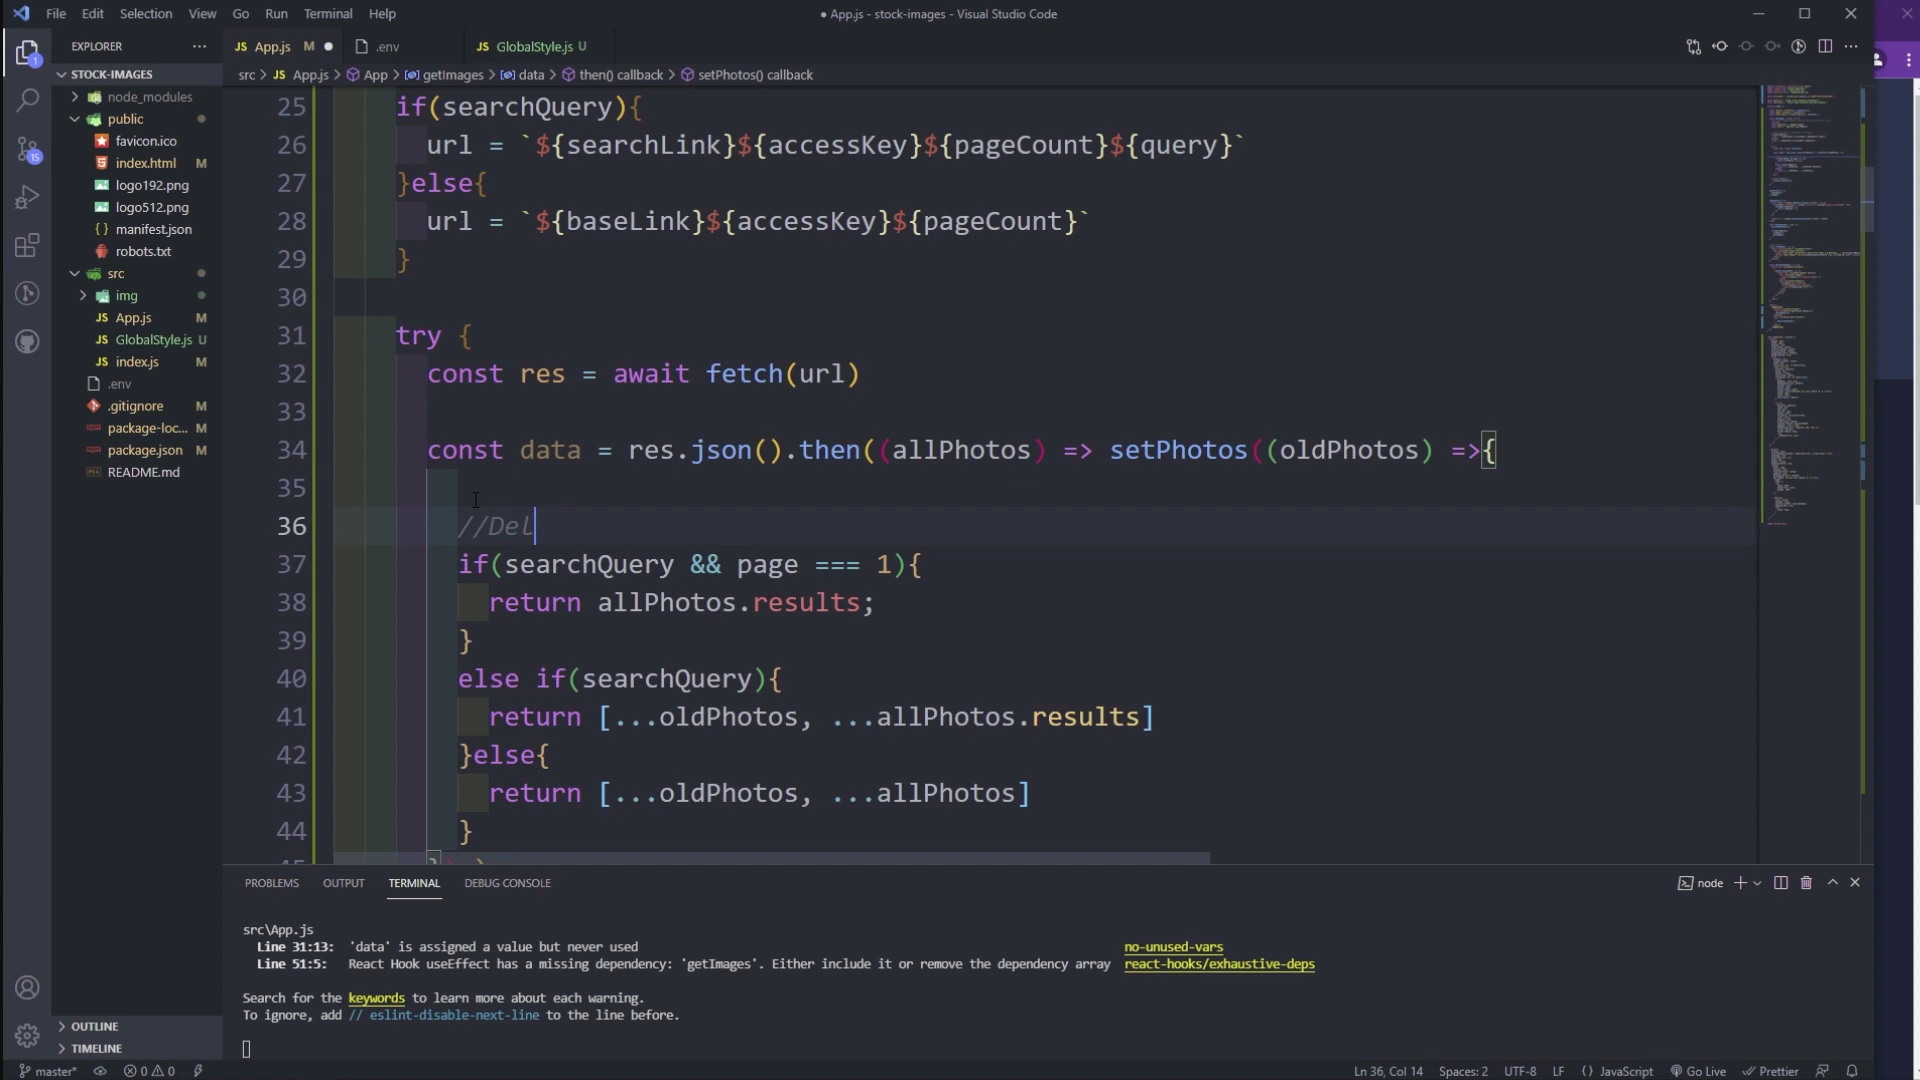 File Edit Selection View Go Run Terminal Help
● App.js - stock-images - Visual Studio Code
EXPLORER ...
STOCK-IMAGES
node_modules
public
favicon.ico
index.html M
logo192.png
logo512.png
manifest.json
robots.txt
src
img
App.js M
GlobalStyle.js U
index.js M
.env
.gitignore M
package-loc... M
package.json M
README.md
OUTLINE
TIMELINE
1
15
JS App.js M ●
.env
JS GlobalStyle.js U
src > JS App.js > App > getImages > data > then() callback > setPhotos() callback
25 if(searchQuery){
26 url = `${searchLink}${accessKey}${pageCount}${query}`
27 }else{
28 url = `${baseLink}${accessKey}${pageCount}`
29 }
30
31 try {
32 const res = await fetch(url)
33
34 const data = res.json().then((allPhotos) => setPhotos((oldPhotos) =>{
35
36 //Del
37 if(searchQuery && page === 1){
38 return allPhotos.results;
39 }
40 else if(searchQuery){
41 return [...oldPhotos, ...allPhotos.results]
42 }else{
43 return [...oldPhotos, ...allPhotos]
44 }
PROBLEMS OUTPUT TERMINAL DEBUG CONSOLE
node
src\App.js
Line 31:13: 'data' is assigned a value but never used no-unused-vars
Line 51:5: React Hook useEffect has a missing dependency: 'getImages'. Either include it or remove the dependency array react-hooks/exhaustive-deps
Search for the keywords to learn more about each warning.
To ignore, add // eslint-disable-next-line to the line before.
master* 0 0 Ln 36, Col 14 Spaces: 2 UTF-8 LF {} JavaScript Go Live Prettier